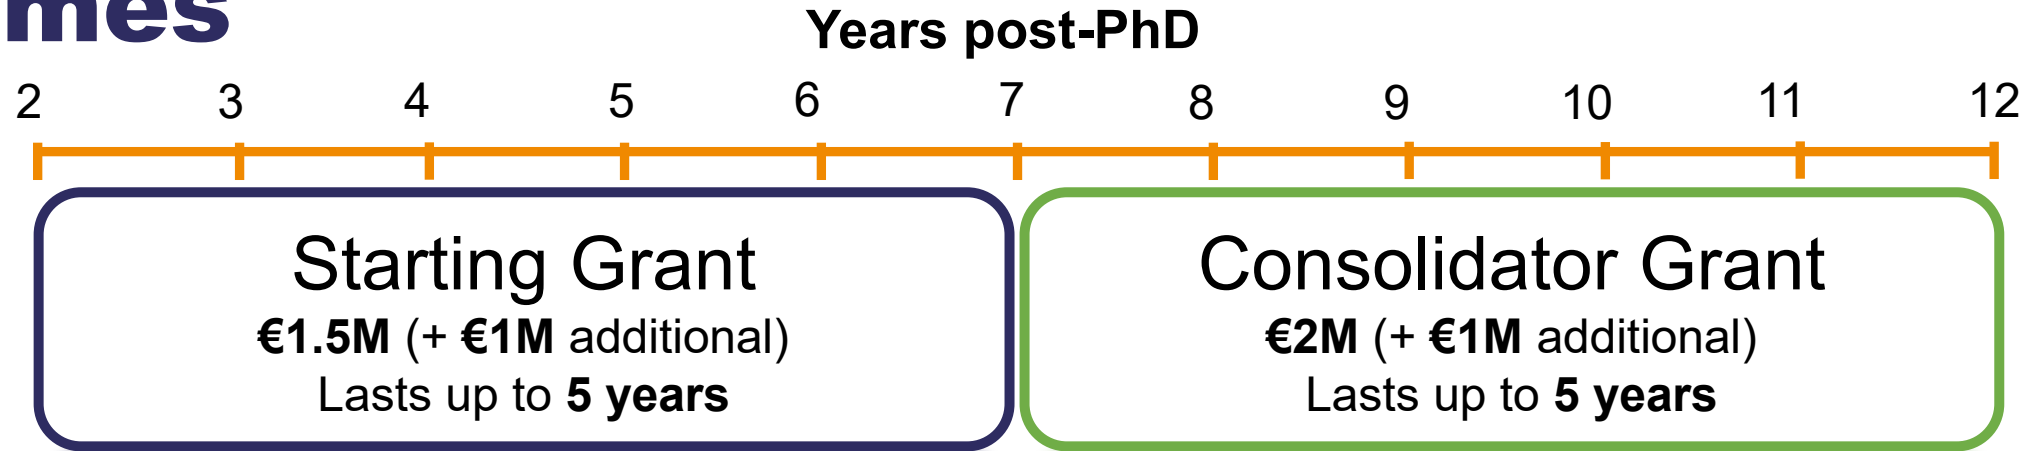 mes
Years post-PhD
2 3 4 5 6 7 8 9 10 11 12
Starting Grant
€1.5M (+ €1M additional)
Lasts up to 5 years
Consolidator Grant
€2M (+ €1M additional)
Lasts up to 5 years